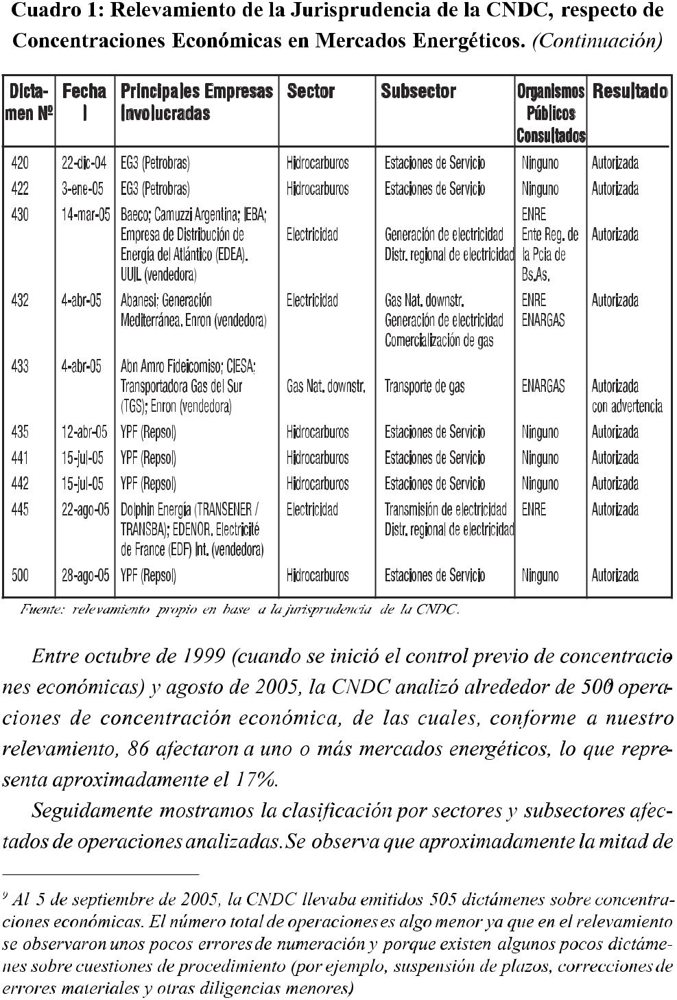 Cuadro 1: Relevamiento de la Jurisprudencia de la CNDC, respecto de
Concentraciones Económicas en Mercados Energéticos. (Continuación)
Dicta- Fecha Principales Empresas Sector Subsector Organismos Resultado
men Nº I Involucradas Públicos
Consultados
420 22-dic-04 EG3 (Petrobras) Hidrocarburos Estaciones de Servicio Ninguno Autorizada
422 3-ene-05 EG3 (Petrobras) Hidrocarburos Estaciones de Servicio Ninguno Autorizada
430 14-mar-05 Baeco; Camuzzi Argentina; IEBA; ENRE
Empresa de Distribución de Electricidad Generación de electricidad Ente Reg. de Autorizada
Energía del Atlántico (EDEA). Distr. regional de electricidad la Pcia de
UUIL (vendedora) Bs.As.
432 4-abr-05 Abanesi; Generación Electricidad Gas Nat. downstr. ENRE Autorizada
Mediterránea. Enron (vendedora) Generación de electricidad ENARGAS
Comercialización de gas
433 4-abr-05 Abn Amro Fideicomiso; CIESA;
Transportadora Gas del Sur Gas Nat. downstr. Transporte de gas ENARGAS Autorizada
(TGS); Enron (vendedora) con advertencia
435 12-abr-05 YPF (Repsol) Hidrocarburos Estaciones de Servicio Ninguno Autorizada
441 15-jul-05 YPF (Repsol) Hidrocarburos Estaciones de Servicio Ninguno Autorizada
442 15-jul-05 YPF (Repsol) Hidrocarburos Estaciones de Servicio Ninguno Autorizada
445 22-ago-05 Dolphin Energía (TRANSENER / Electricidad Transmisión de electricidad ENRE Autorizada
TRANSBA); EDENOR. Electricité Distr. regional de electricidad
de France (EDF) Int. (vendedora)
500 28-ago-05 YPF (Repsol) Hidrocarburos Estaciones de Servicio Ninguno Autorizada
Fuente: relevamiento propio en base a la jurisprudencia de la CNDC.
Entre octubre de 1999 (cuando se inició el control previo de concentracio-
nes económicas) y agosto de 2005, la CNDC analizó alrededor de 500⁹ opera-
ciones de concentración económica, de las cuales, conforme a nuestro
relevamiento, 86 afectaron a uno o más mercados energéticos, lo que repre-
senta aproximadamente el 17%.
Seguidamente mostramos la clasificación por sectores y subsectores afec-
tados de operaciones analizadas. Se observa que aproximadamente la mitad de
⁹ Al 5 de septiembre de 2005, la CNDC llevaba emitidos 505 dictámenes sobre concentra-
ciones económicas. El número total de operaciones es algo menor ya que en el relevamiento
se observaron unos pocos errores de numeración y porque existen algunos pocos dictáme-
nes sobre cuestiones de procedimiento (por ejemplo, suspensión de plazos, correcciones de
errores materiales y otras diligencias menores)